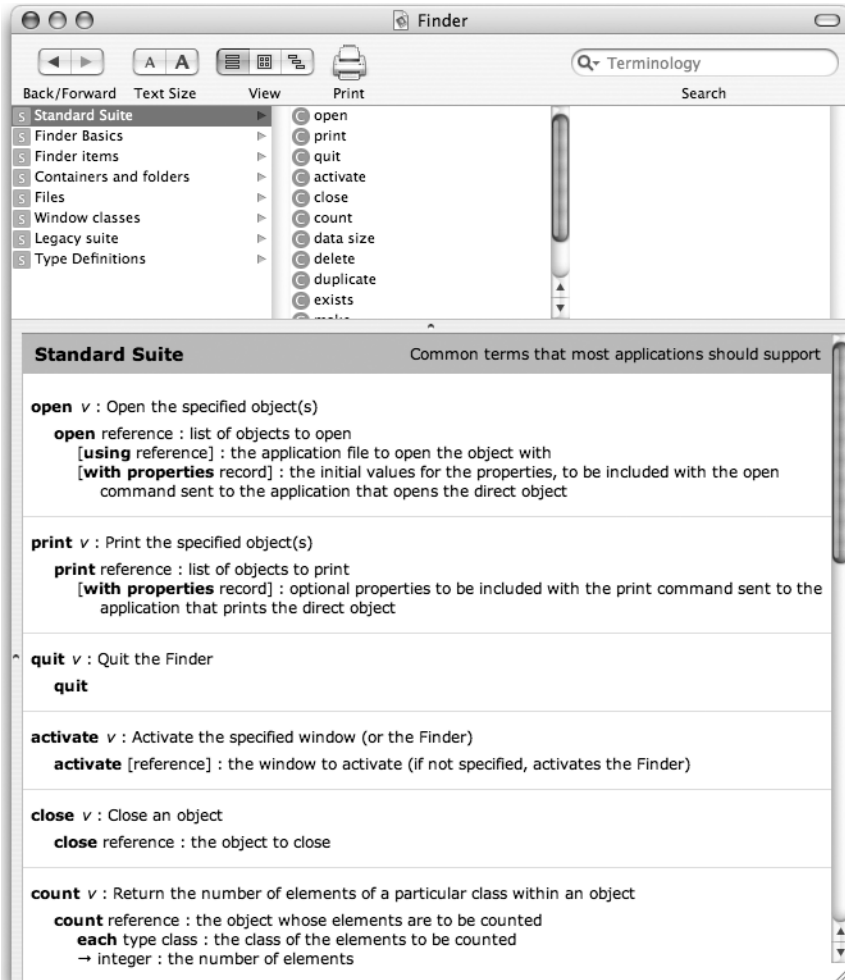 Finder
A A
Terminology
Back/Forward Text Size View Print Search
S Standard Suite
S Finder Basics
S Finder items
S Containers and folders
S Files
S Window classes
S Legacy suite
S Type Definitions
C open
C print
C quit
C activate
C close
C count
C data size
C delete
C duplicate
C exists
Standard Suite Common terms that most applications should support
open v : Open the specified object(s)
open reference : list of objects to open
[using reference] : the application file to open the object with
[with properties record] : the initial values for the properties, to be included with the open
command sent to the application that opens the direct object
print v : Print the specified object(s)
print reference : list of objects to print
[with properties record] : optional properties to be included with the print command sent to the
application that prints the direct object
quit v : Quit the Finder
quit
activate v : Activate the specified window (or the Finder)
activate [reference] : the window to activate (if not specified, activates the Finder)
close v : Close an object
close reference : the object to close
count v : Return the number of elements of a particular class within an object
count reference : the object whose elements are to be counted
each type class : the class of the elements to be counted
→ integer : the number of elements